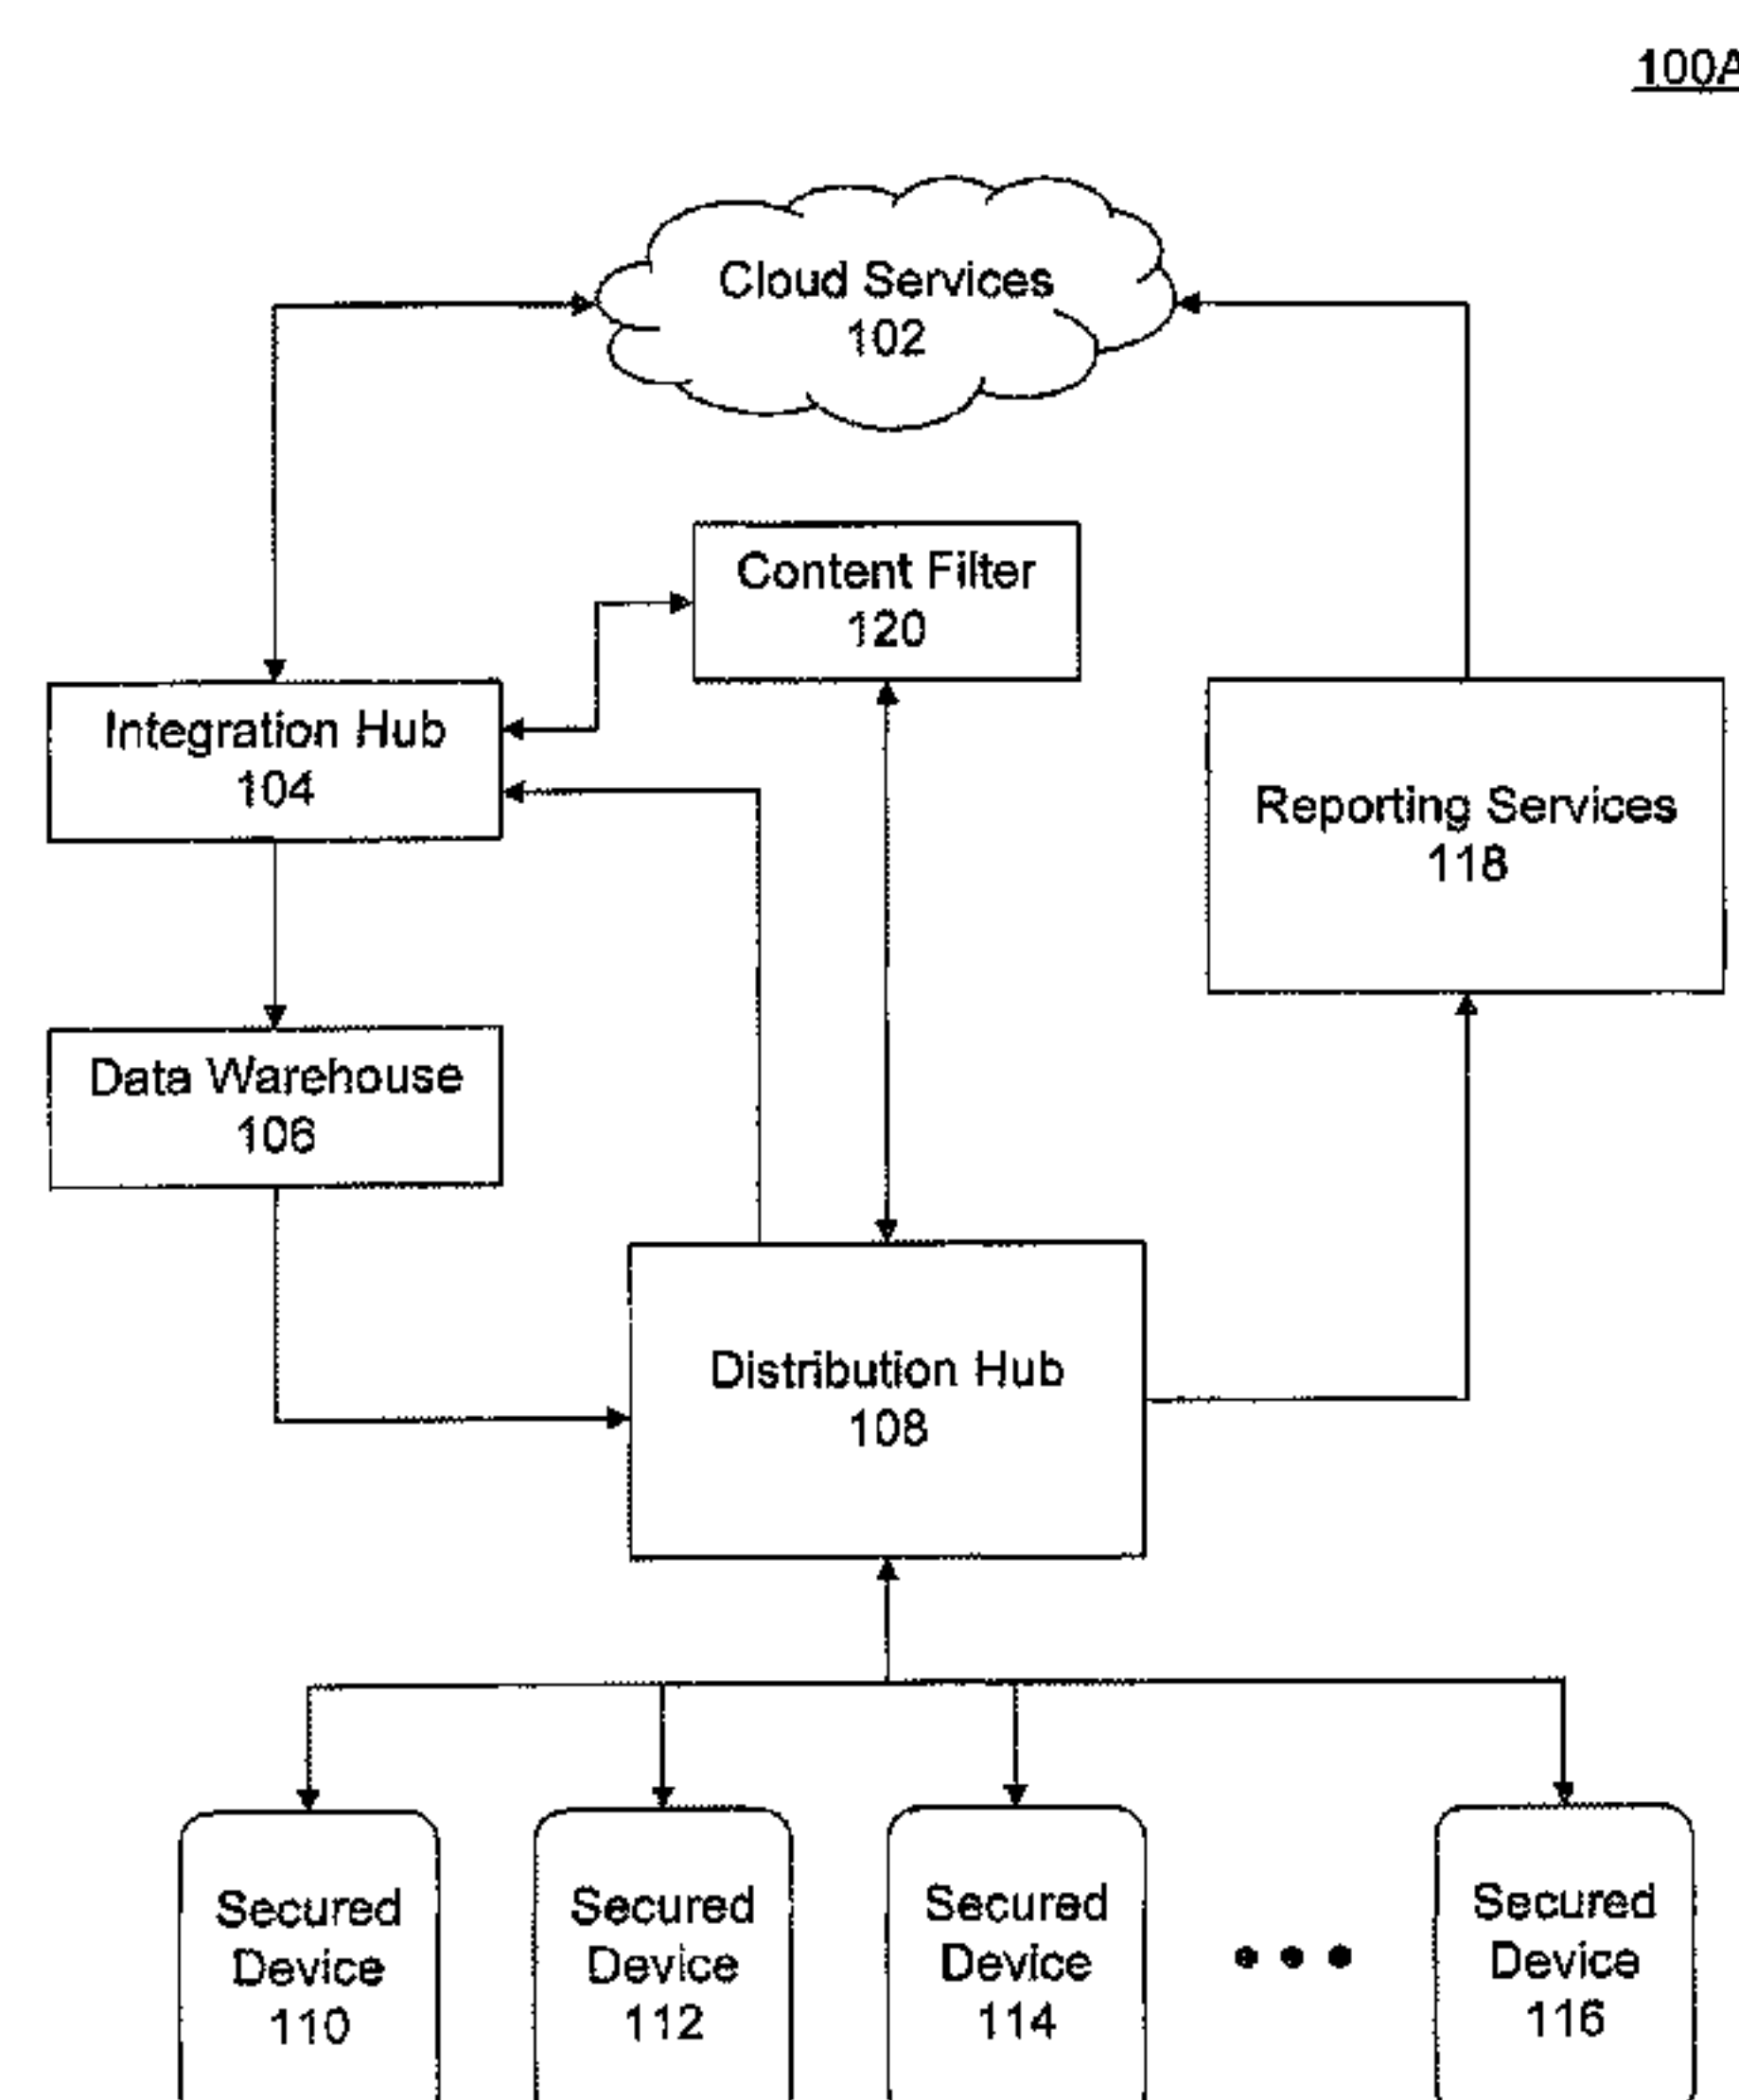 100A
Cloud Services
102
Content Filter
120
Integration Hub
104
Reporting Services
118
Data Warehouse
106
Distribution Hub
108
Secured
Device
110
Secured
Device
112
Secured
Device
114
Secured
Device
116